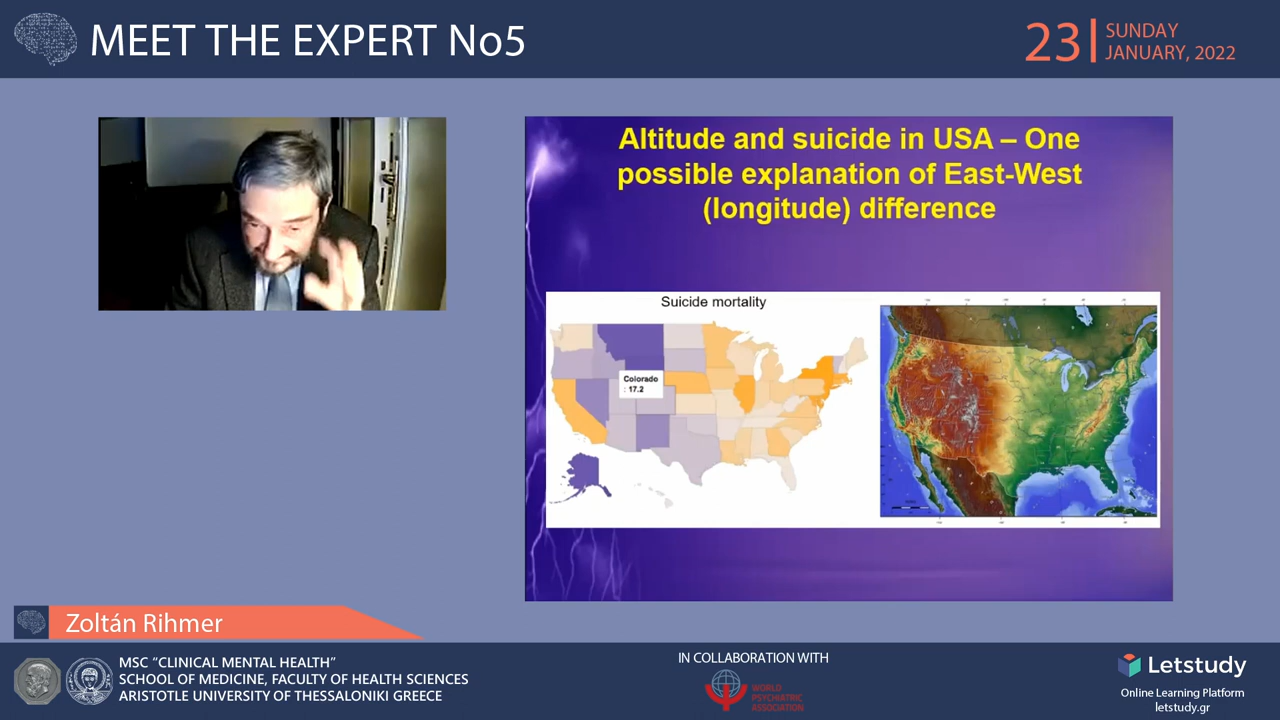 MEET THE EXPERT No5
23
SUNDAY
JANUARY, 2022
Altitude and suicide in USA – One
possible explanation of East-West
(longitude) difference
Suicide mortality
Colorado
: 17.2
Zoltán Rihmer
MSC “CLINICAL MENTAL HEALTH”
SCHOOL OF MEDICINE, FACULTY OF HEALTH SCIENCES
ARISTOTLE UNIVERSITY OF THESSALONIKI GREECE
IN COLLABORATION WITH
WORLD
PSYCHIATRIC
ASSOCIATION
Letstudy
Online Learning Platform
letstudy.gr